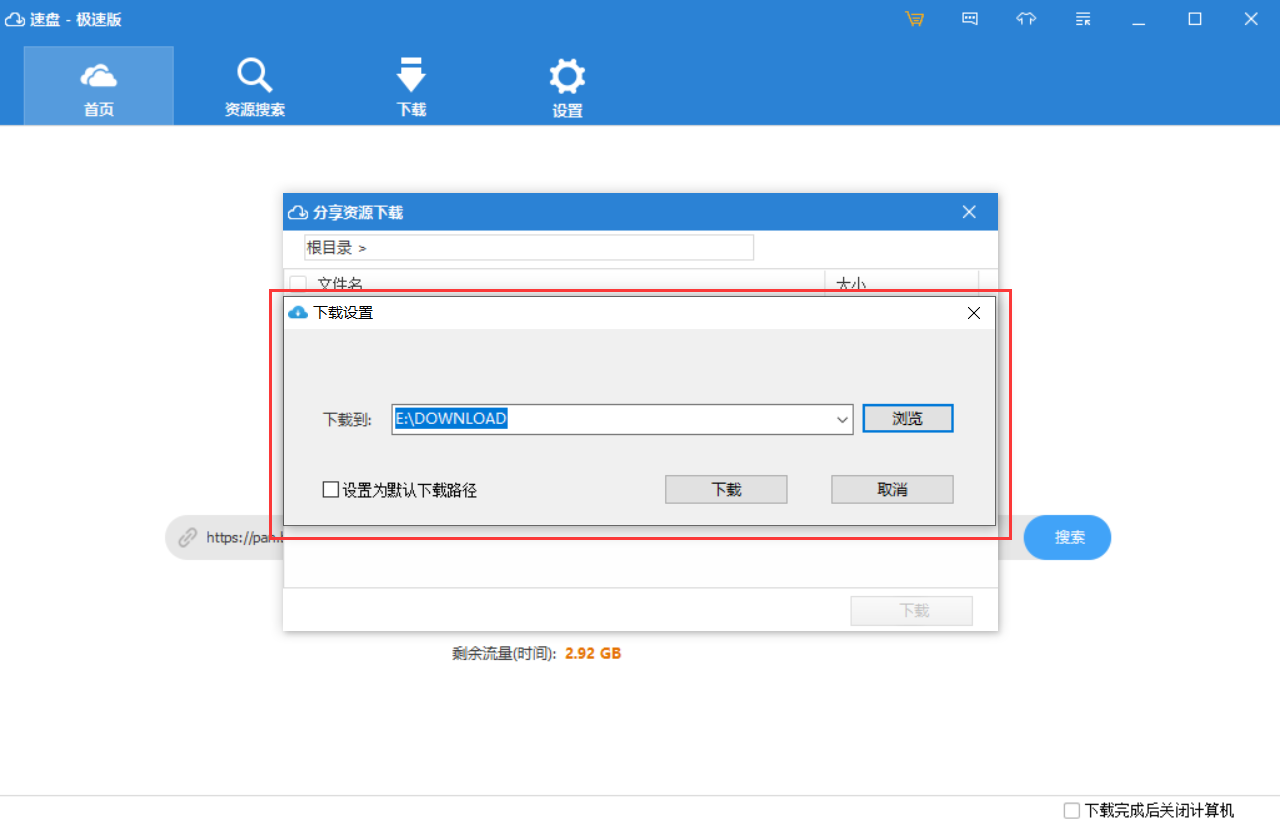 速盘 - 极速版
首页
资源搜索
下载
设置
分享资源下载
根目录 >
文件名
大小
下载设置
下载到:
E:\DOWNLOAD
浏览
设置为默认下载路径
下载
取消
https://pan.
搜索
下载
剩余流量(时间): 2.92 GB
下载完成后关闭计算机